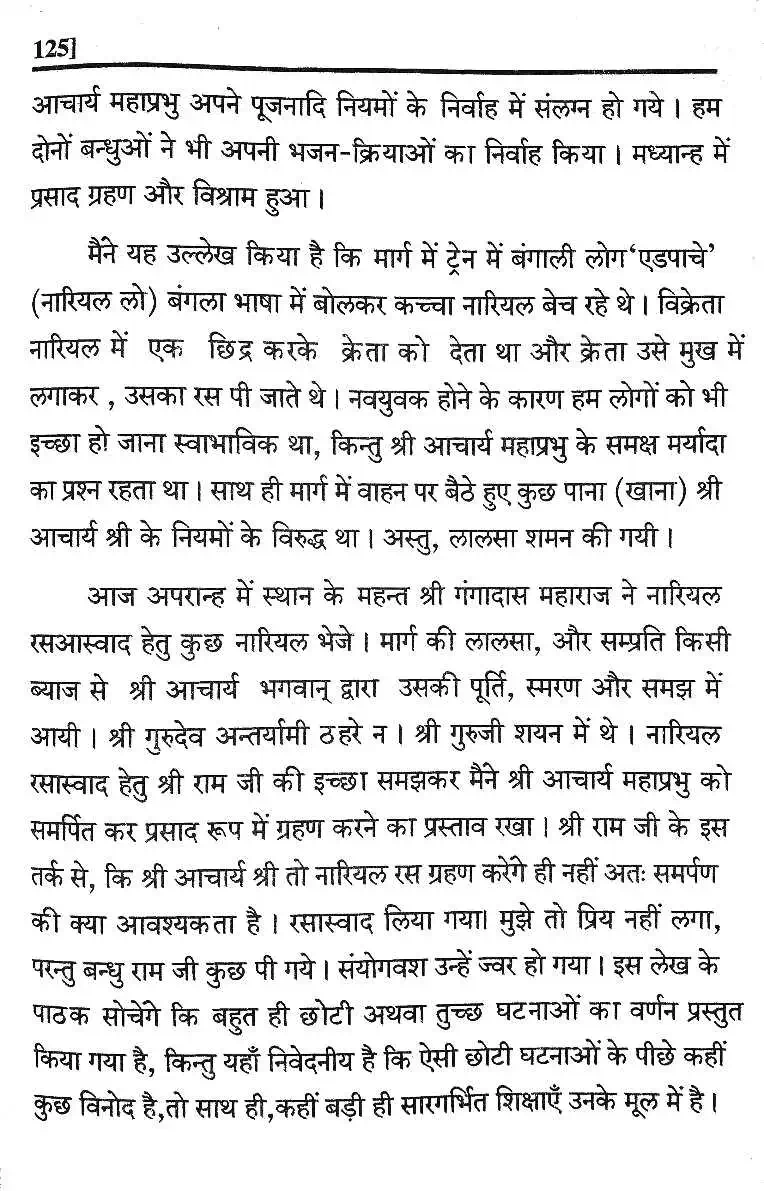 125]
आचार्य महाप्रभु अपने पूजनादि नियमों के निर्वाह में संलग्न हो गये । हम
दोनों बन्धुओं ने भी अपनी भजन-क्रियाओं का निर्वाह किया । मध्यान्ह में
प्रसाद ग्रहण और विश्राम हुआ ।
मैंने यह उल्लेख किया है कि मार्ग में ट्रेन में बंगाली लोग‘एडपाचे’
(नारियल लो) बंगला भाषा में बोलकर कच्चा नारियल बेच रहे थे । विक्रेता
नारियल में एक छिद्र करके क्रेता को देता था और क्रेता उसे मुख में
लगाकर , उसका रस पी जाते थे । नवयुवक होने के कारण हम लोगों को भी
इच्छा हो जाना स्वाभाविक था, किन्तु श्री आचार्य महाप्रभु के समक्ष मर्यादा
का प्रश्न रहता था । साथ ही मार्ग में वाहन पर बैठे हुए कुछ पाना (खाना) श्री
आचार्य श्री के नियमों के विरुद्ध था । अस्तु, लालसा शमन की गयी ।
आज अपरान्ह में स्थान के महन्त श्री गंगादास महाराज ने नारियल
रसआस्वाद हेतु कुछ नारियल भेजे । मार्ग की लालसा, और सम्प्रति किसी
ब्याज से श्री आचार्य भगवान् द्वारा उसकी पूर्ति, स्मरण और समझ में
आयी । श्री गुरुदेव अन्तर्यामी ठहरे न । श्री गुरुजी शयन में थे । नारियल
रसास्वाद हेतु श्री राम जी की इच्छा समझकर मैंने श्री आचार्य महाप्रभु को
समर्पित कर प्रसाद रूप में ग्रहण करने का प्रस्ताव रखा । श्री राम जी के इस
तर्क से, कि श्री आचार्य श्री तो नारियल रस ग्रहण करेंगे ही नहीं अतः समर्पण
की क्या आवश्यकता है । रसास्वाद लिया गया। मुझे तो प्रिय नहीं लगा,
परन्तु बन्धु राम जी कुछ पी गये । संयोगवश उन्हें ज्वर हो गया । इस लेख के
पाठक सोचेंगे कि बहुत ही छोटी अथवा तुच्छ घटनाओं का वर्णन प्रस्तुत
किया गया है, किन्तु यहाँ निवेदनीय है कि ऐसी छोटी घटनाओं के पीछे कहीं
कुछ विनोद है,तो साथ ही,कहीं बड़ी ही सारगर्भित शिक्षाएँ उनके मूल में है ।